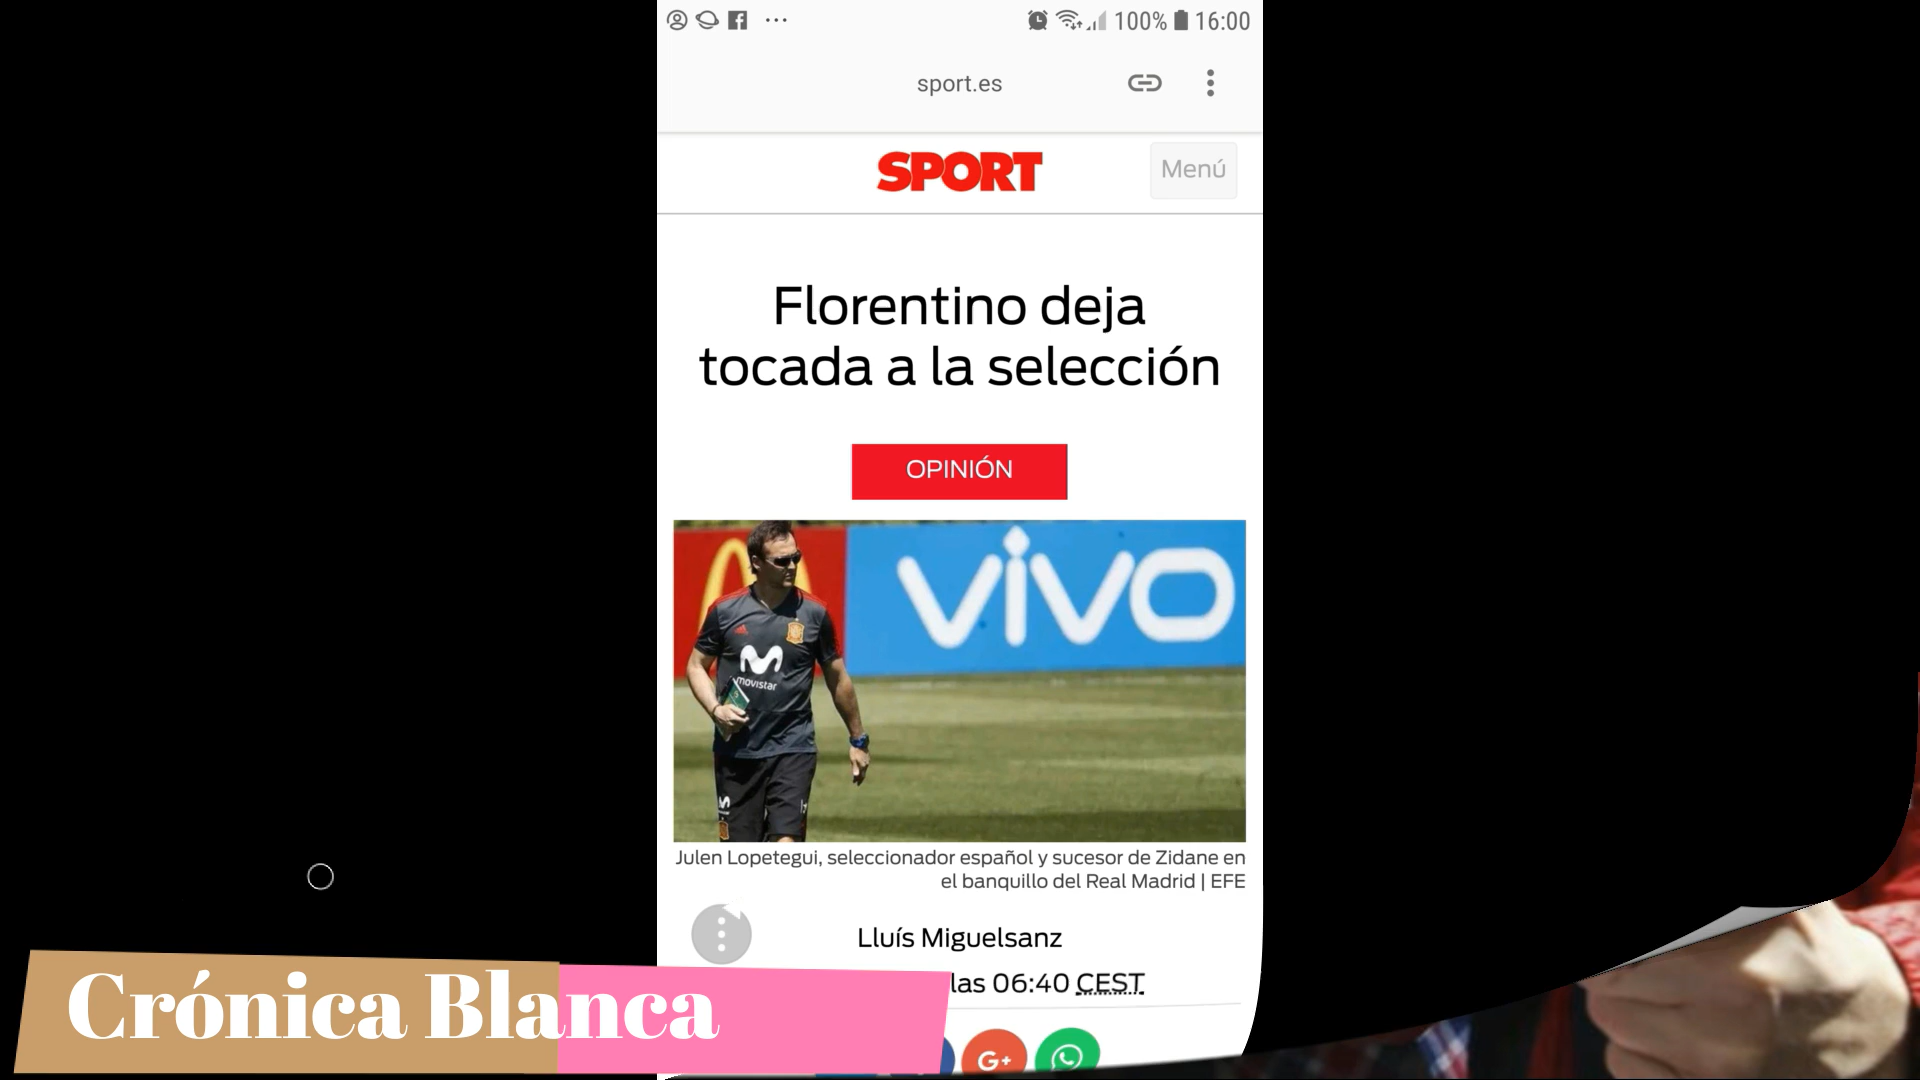 100% 16:00
sport.es
SPORT
Menú
Florentino deja
tocada a la selección
OPINIÓN
vivo
movistar
Julen Lopetegui, seleccionador español y sucesor de Zidane en
el banquillo del Real Madrid | EFE
Lluís Miguelsanz
las 06:40 CEST
Crónica Blanca
G+